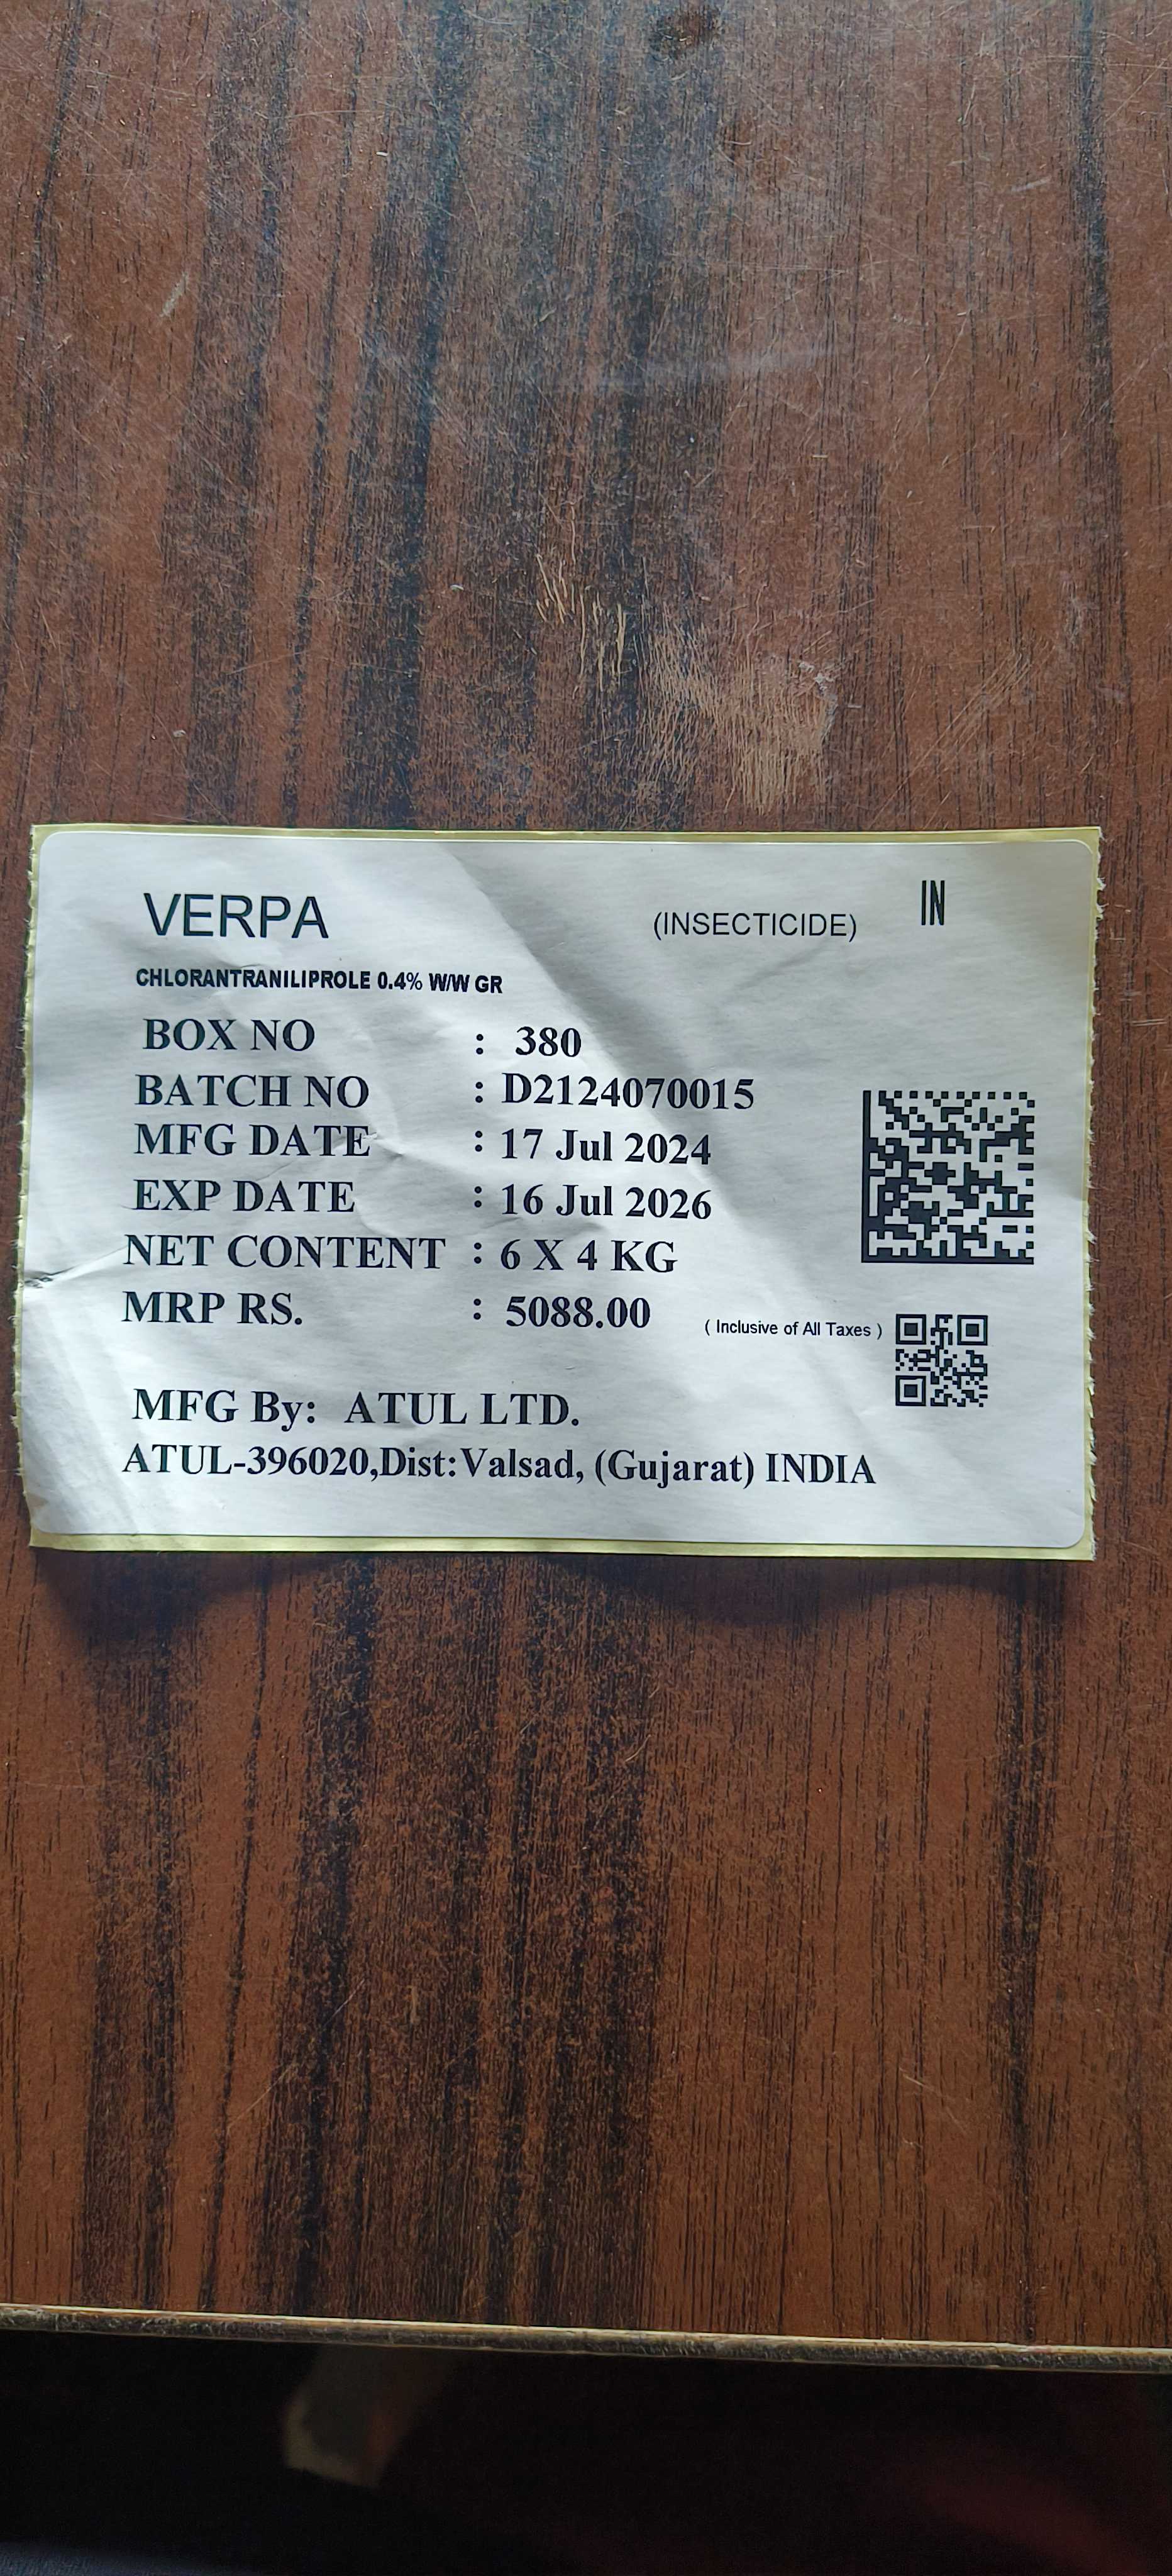 VERPA (INSECTICIDE) IN
CHLORANTRANILIPROLE 0.4% W/W GR
BOX NO : 380
BATCH NO : D2124070015
MFG DATE : 17 Jul 2024
EXP DATE : 16 Jul 2026
NET CONTENT : 6 X 4 KG
MRP RS. : 5088.00 ( Inclusive of All Taxes )
MFG By: ATUL LTD.
ATUL-396020,Dist:Valsad, (Gujarat) INDIA